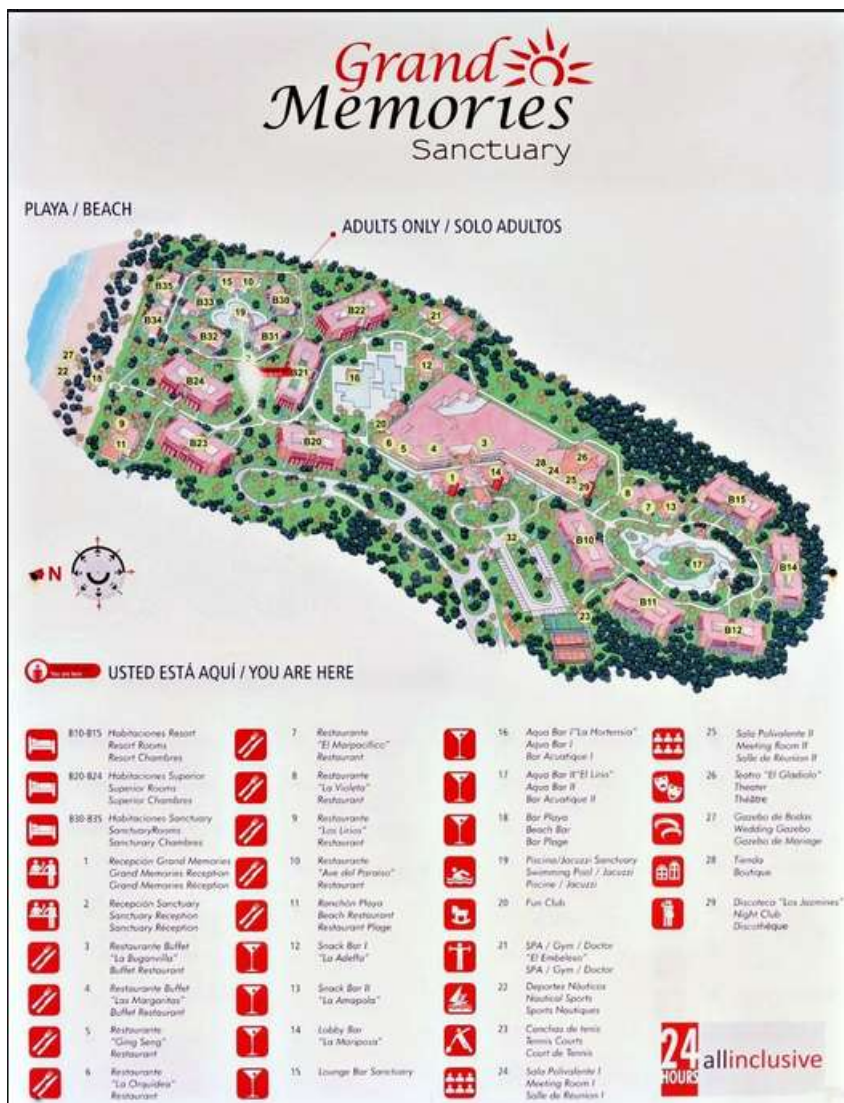 Grand
Memories
Sanctuary
PLAYA / BEACH
ADULTS ONLY / SOLO ADULTOS
B35
15
10
B33
B30
B34
19
B22
21
B32
B31
27
2
B21
12
22
18
B24
16
9
20
11
B23
B20
6
5
4
3
28
24
26
25
29
1
14
8
7
13
B15
32
B10
17
B14
B11
23
B12
N
You are here
USTED ESTÁ AQUÍ / YOU ARE HERE
B10-B15 Habitaciones Resort
Resort Rooms
Resort Chambres
B20-B24 Habitaciones Superior
Superior Rooms
Superior Chambres
B30-B35 Habitaciones Sanctuary
SanctuaryRooms
Sancturary Chambres
1 Recepción Grand Memories
Grand Memories Reception
Grand Memories Réception
2 Recepción Sanctuary
Sanctuary Reception
Sanctuary Réception
3 Restaurante Buffet
"La Buganvilla"
Buffet Restaurant
4 Restaurante Buffet
"Las Margaritas"
Buffet Restaurant
5 Restaurante
"Ging Seng"
Restaurant
6 Restaurante
"La Orquídea"
Restaurant
7 Restaurante
"El Marpacífico"
Restaurant
8 Restaurante
"La Violeta"
Restaurant
9 Restaurante
"Los Lirios"
Restaurant
10 Restaurante
"Ave del Paraíso"
Restaurant
11 Ranchón Playa
Beach Restaurant
Restaurant Plage
12 Snack Bar I
"La Adelfa"
13 Snack Bar II
"La Amapola"
14 Lobby Bar
"La Mariposa"
15 Lounge Bar Sanctuary
16 Aqua Bar I "La Hortensia"
Aqua Bar I
Bar Acuatique I
17 Aqua Bar II "El Lirio"
Aqua Bar II
Bar Acuatique II
18 Bar Playa
Beach Bar
Bar Plage
19 Piscina/Jacuzzi Sanctuary
Swimming Pool / Jacuzzi
Piscine / Jacuzzi
20 Fun Club
21 SPA / Gym / Doctor
"El Embeleso"
SPA / Gym / Doctor
22 Deportes Náuticos
Nautical Sports
Sports Nautiques
23 Canchas de tenis
Tennis Courts
Court de Tennis
24 Sala Polivalente I
Meeting Room I
Salle de Réunion I
25 Sala Polivalente II
Meeting Room II
Salle de Réunion II
26 Teatro "El Gladiolo"
Theater
Théâtre
27 Gazebo de Bodas
Wedding Gazebo
Gazebo de Mariage
28 Tienda
Boutique
29 Discoteca "Los Jazmines"
Night Club
Discothèque
24
HOURS
allinclusive